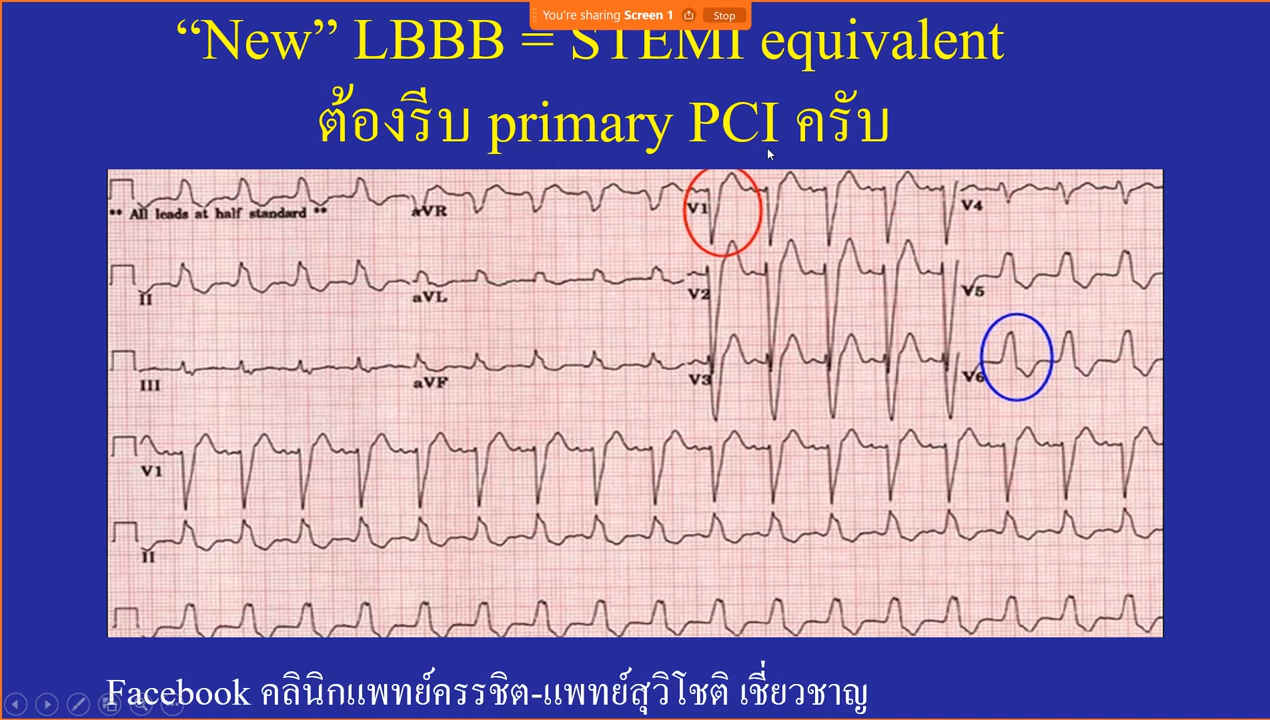 You're sharing Screen 1 Stop
“New” LBBB = STEMI equivalent
ต้องรีบ primary PCI ครับ
** All leads at half standard **
aVR
V1
V4
II
aVL
V2
V5
III
aVF
V3
V6
V1
II
Facebook คลินิกแพทย์ครรชิต-แพทย์สุวิโชติ เชี่ยวชาญ